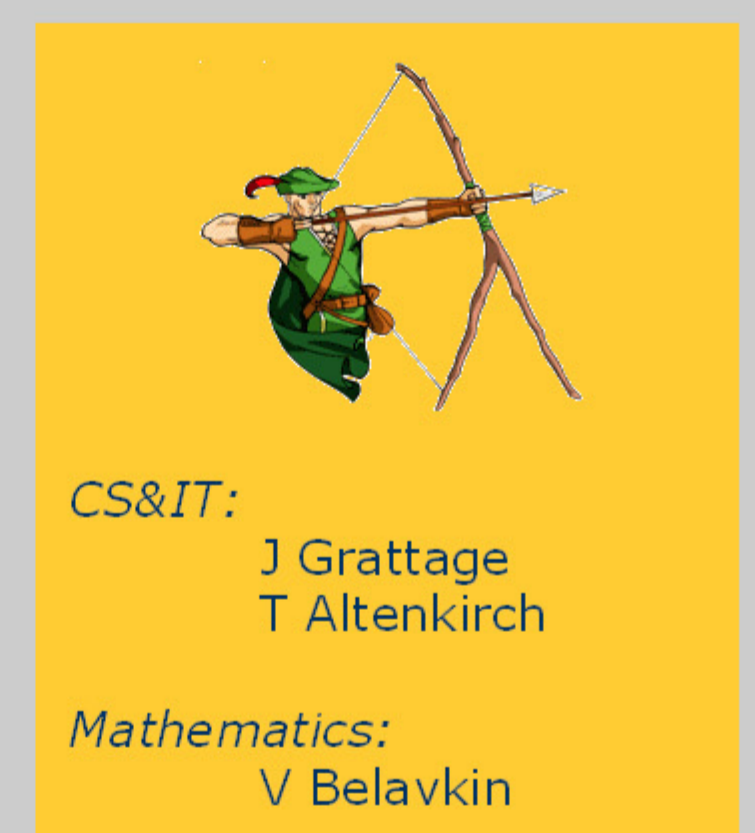 CS&IT:
J Grattage
T Altenkirch
Mathematics:
V Belavkin